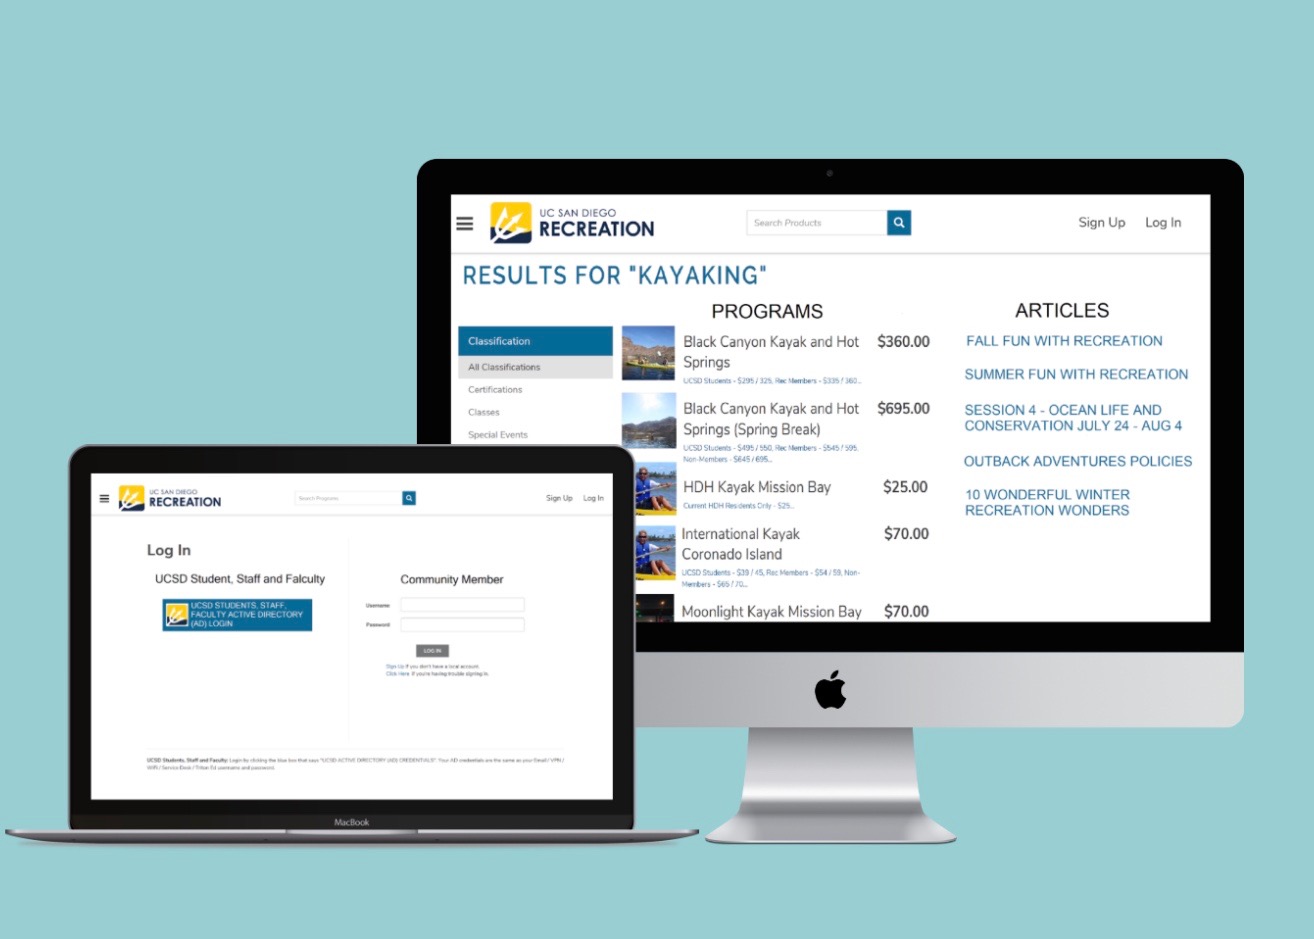 UC SAN DIEGO
RECREATION
Search Products
Sign Up
Log In
RESULTS FOR "KAYAKING"
Classification
All Classifications
Certifications
Classes
Special Events
PROGRAMS
Black Canyon Kayak and Hot
Springs
$360.00
UCSD Students - $295 / 325, Rec Members - $335 / 360...
Black Canyon Kayak and Hot
Springs (Spring Break)
$695.00
UCSD Students - $495 / 550, Rec Members - $545 / 595,
Non-Members - $645 / 695...
HDH Kayak Mission Bay
$25.00
Current HDH Residents Only - $25...
International Kayak
Coronado Island
$70.00
UCSD Students - $39 / 45, Rec Members - $54 / 59, Non-
Members - $65 / 70...
Moonlight Kayak Mission Bay
$70.00
ARTICLES
FALL FUN WITH RECREATION
SUMMER FUN WITH RECREATION
SESSION 4 - OCEAN LIFE AND
CONSERVATION JULY 24 - AUG 4
OUTBACK ADVENTURES POLICIES
10 WONDERFUL WINTER
RECREATION WONDERS
UC SAN DIEGO
RECREATION
Search Programs
Sign Up
Log In
Log In
UCSD Student, Staff and Falculty
UCSD STUDENTS, STAFF,
FACULTY ACTIVE DIRECTORY
(AD) LOGIN
Community Member
Username
Password
LOG IN
Sign Up if you don't have a local account.
Click Here if you're having trouble signing in.
UCSD Students, Staff and Faculty: Login by clicking the blue box that says "UCSD ACTIVE DIRECTORY (AD) CREDENTIALS". Your AD credentials are the same as your Email / VPN /
WiFi / Service-Desk / Triton Ed username and password.
MacBook